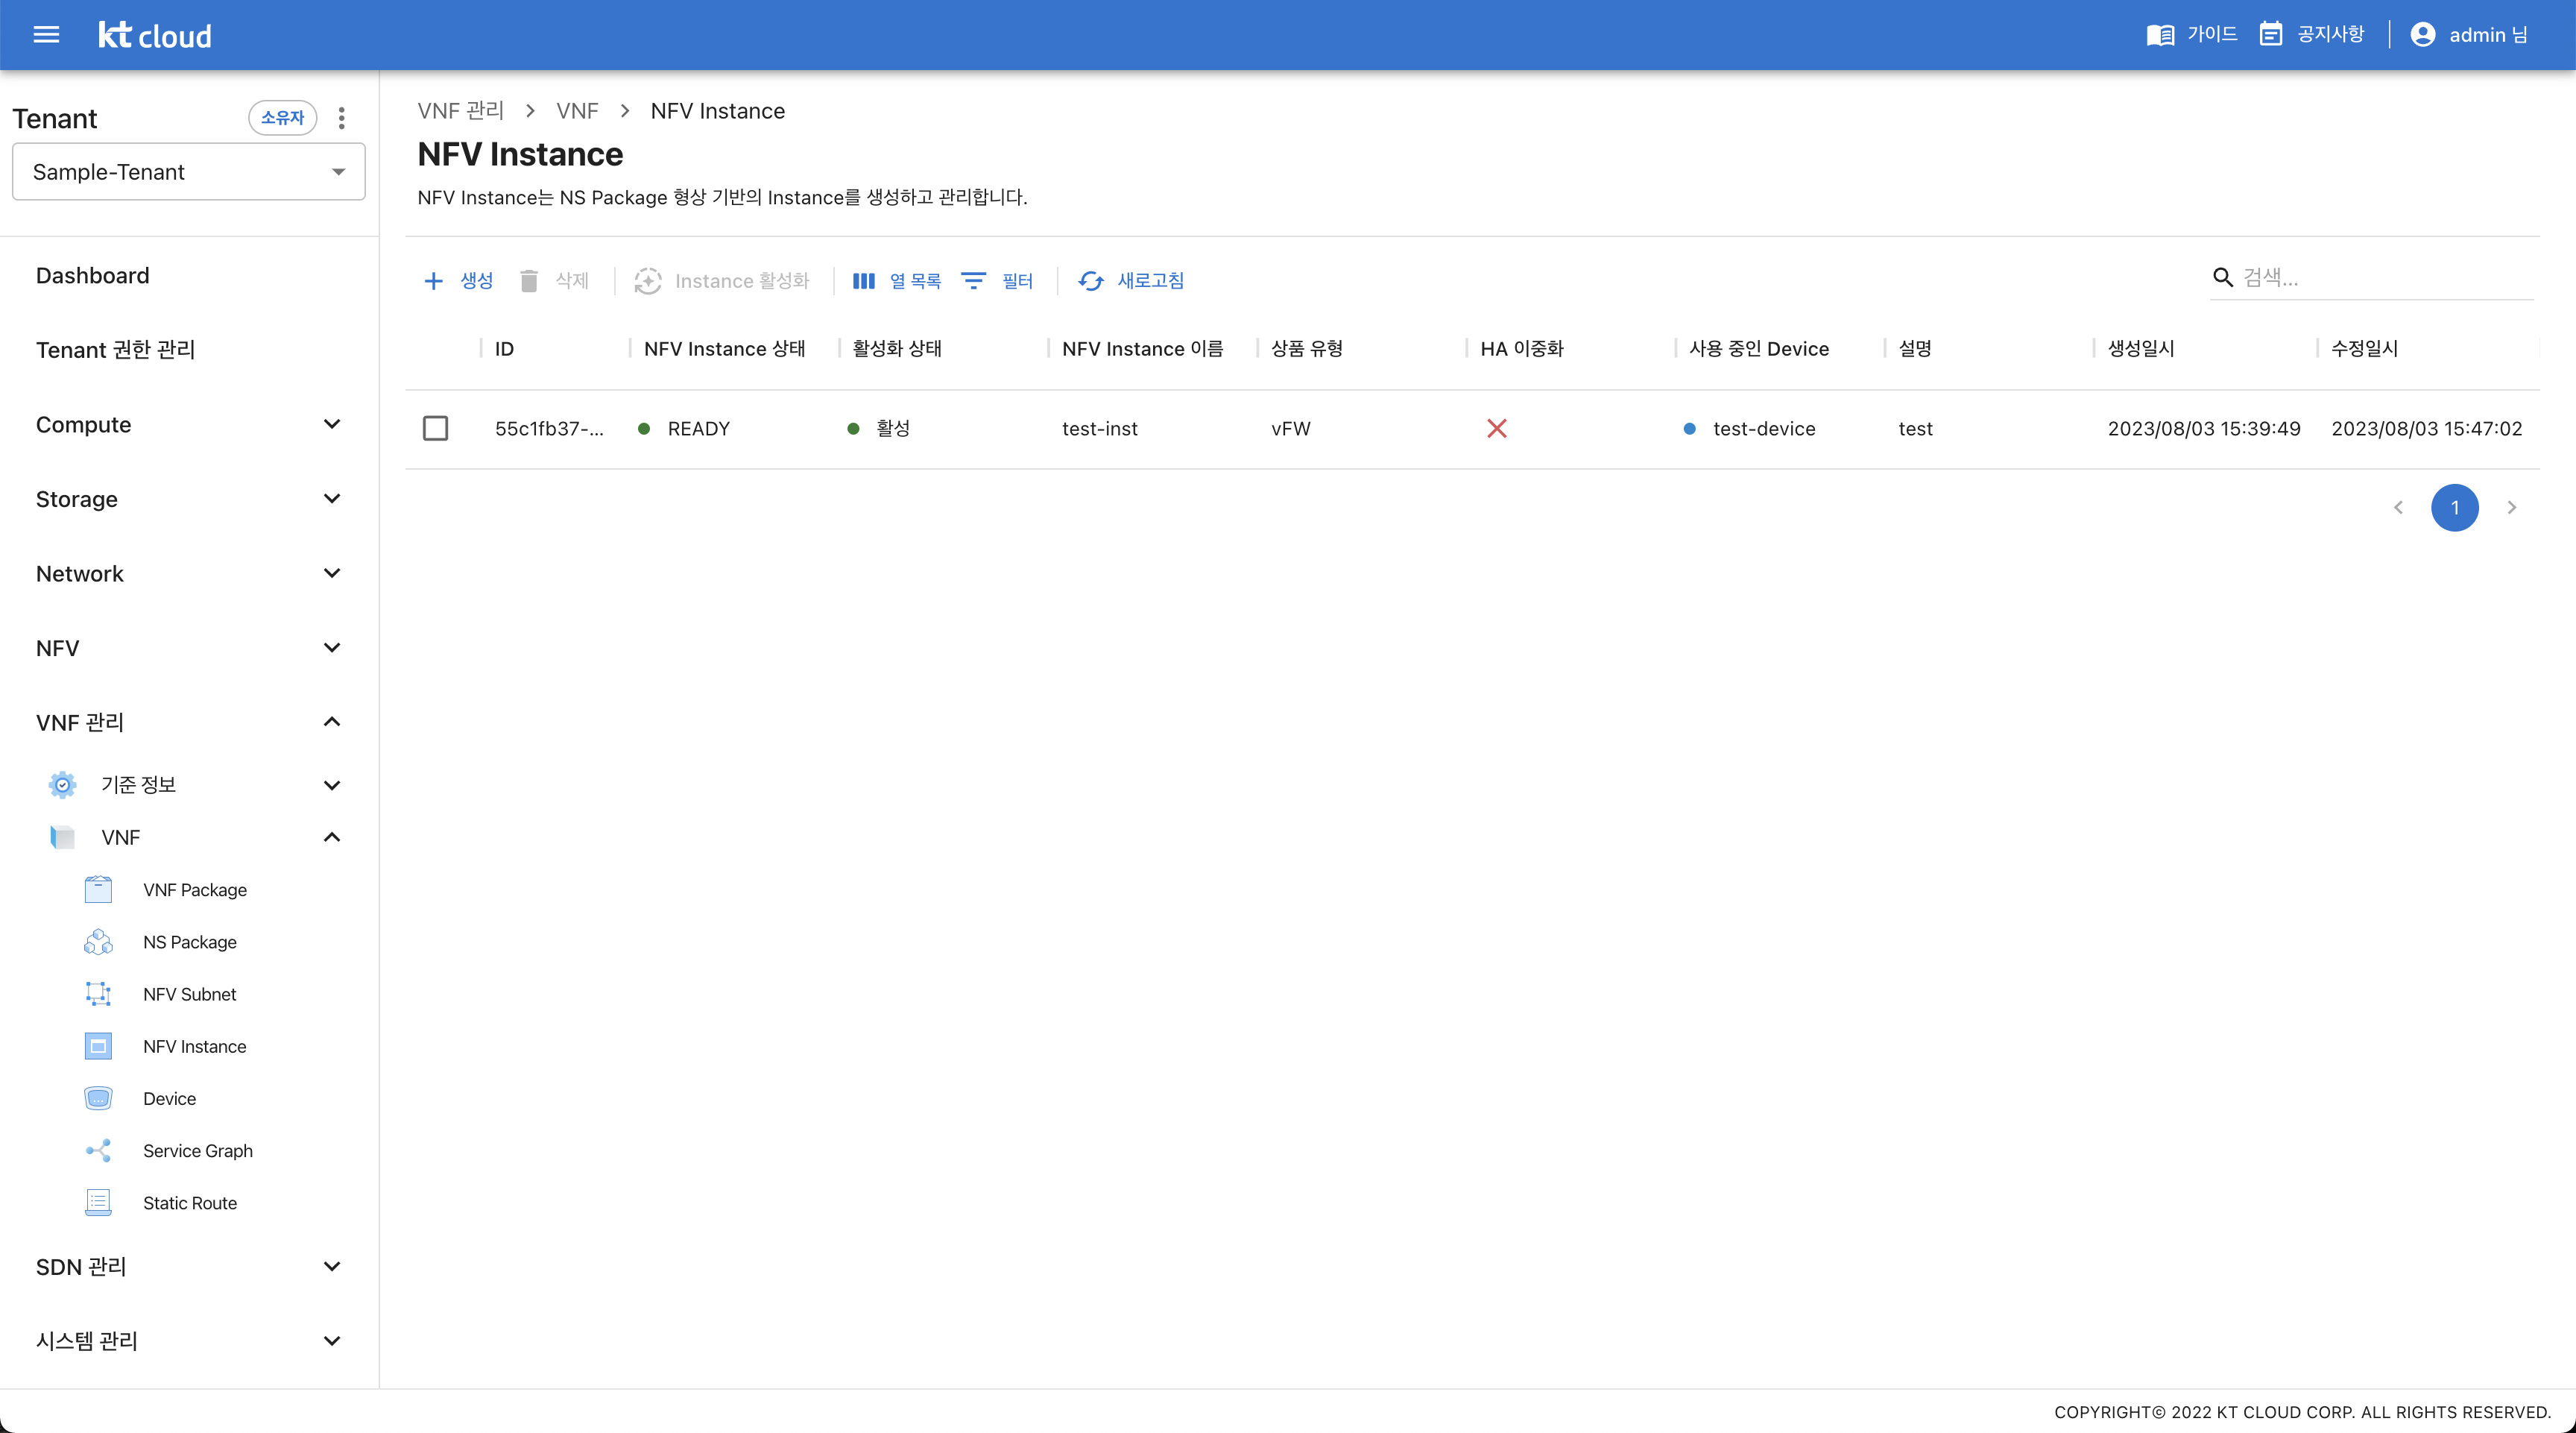 kt cloud
가이드
공지사항
admin 님
Tenant
소유자
Sample-Tenant
Dashboard
Tenant 권한 관리
Compute
Storage
Network
NFV
VNF 관리
기준 정보
VNF
VNF Package
NS Package
NFV Subnet
NFV Instance
Device
Service Graph
Static Route
SDN 관리
시스템 관리
VNF 관리 > VNF > NFV Instance
NFV Instance
NFV Instance는 NS Package 형상 기반의 Instance를 생성하고 관리합니다.
생성 삭제 Instance 활성화 열 목록 필터 새로고침 검색...
ID NFV Instance 상태 활성화 상태 NFV Instance 이름 상품 유형 HA 이중화 사용 중인 Device 설명 생성일시 수정일시
55c1fb37-... READY 활성 test-inst vFW test-device test 2023/08/03 15:39:49 2023/08/03 15:47:02
1
COPYRIGHT© 2022 KT CLOUD CORP. ALL RIGHTS RESERVED.